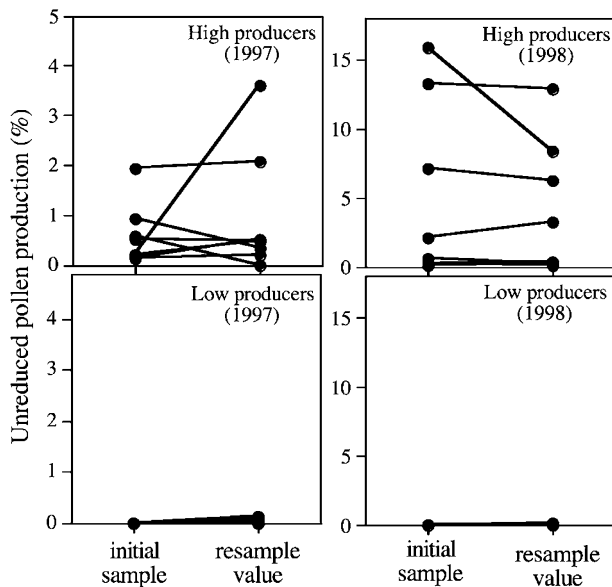 Unreduced pollen production (%)
5
4
3
2
1
0
High producers
(1997)
15
10
5
0
High producers
(1998)
4
3
2
1
0
Low producers
(1997)
15
10
5
0
Low producers
(1998)
initial
sample
resample
value
initial
sample
resample
value